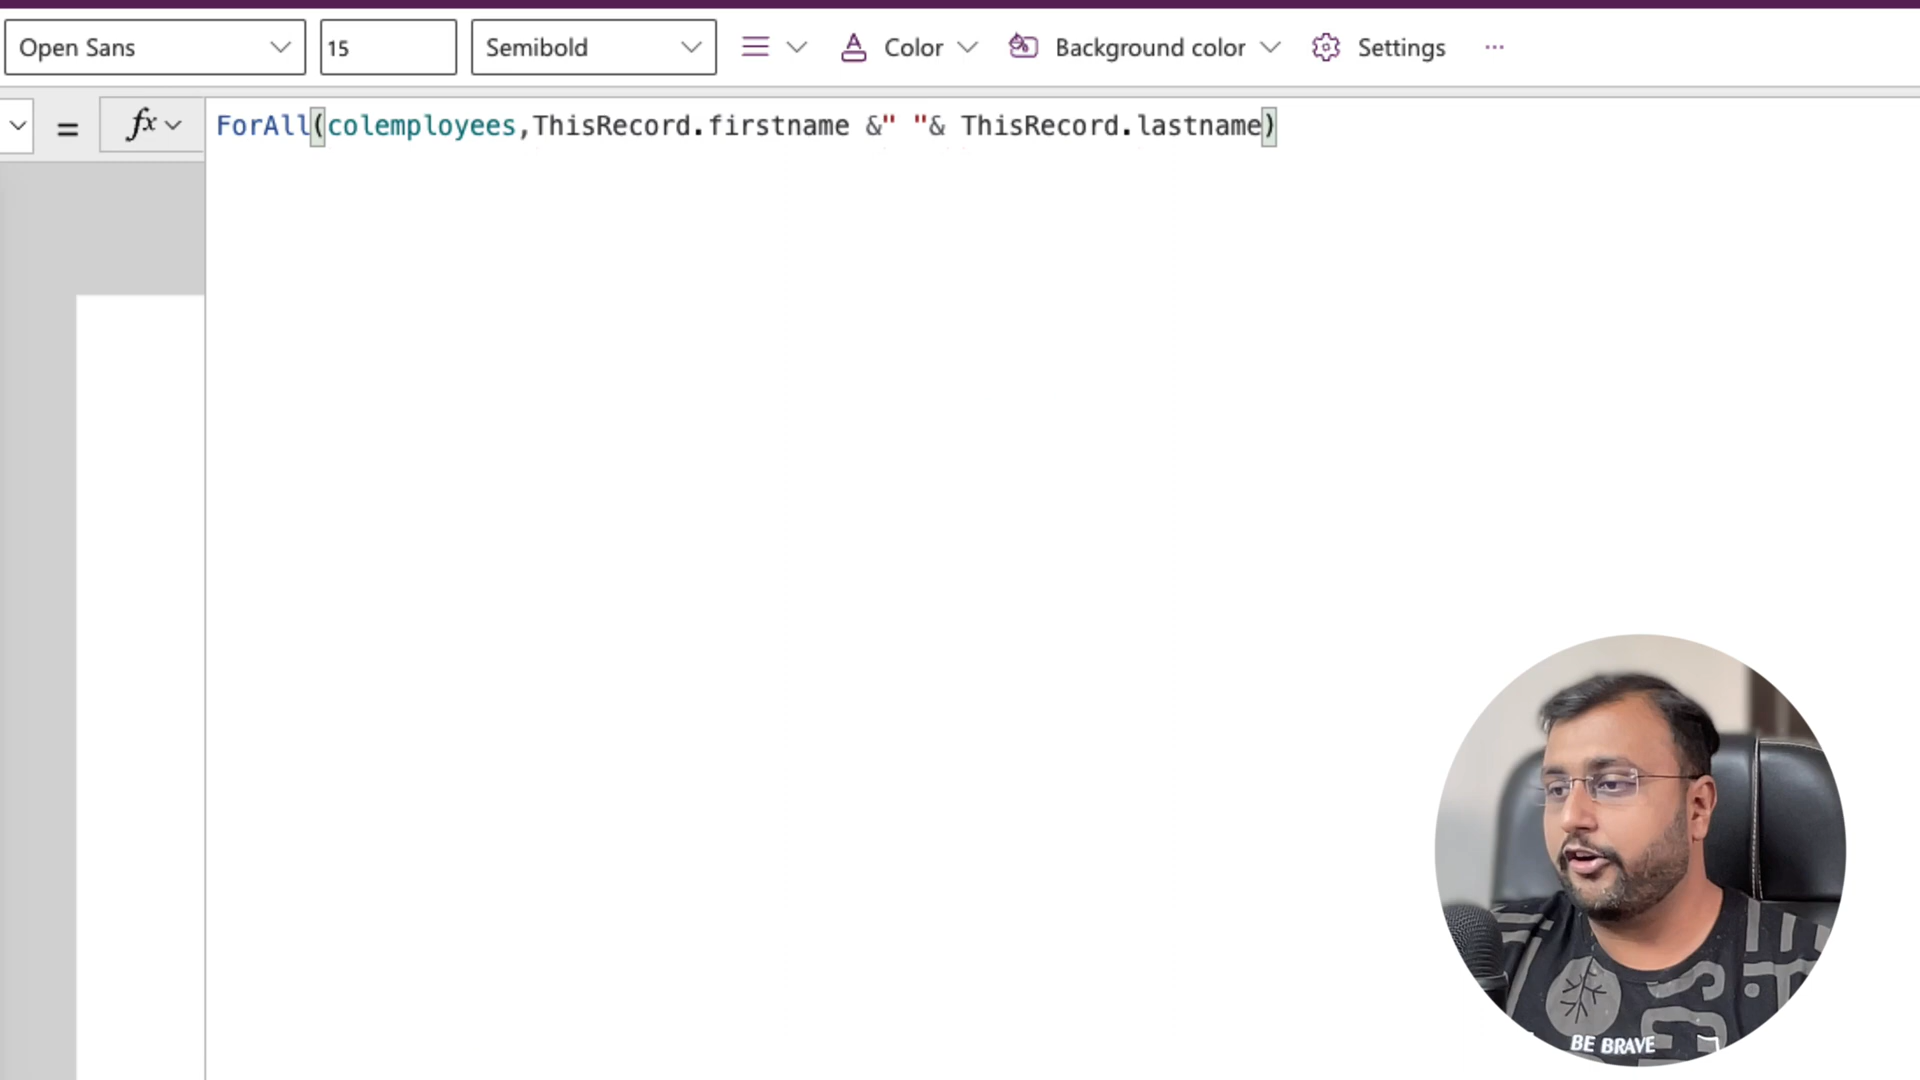 Open Sans 15 Semibold Color Background color Settings ...
= fx ForAll(colemployees,ThisRecord.firstname &" "& ThisRecord.lastname)
BE BRAVE